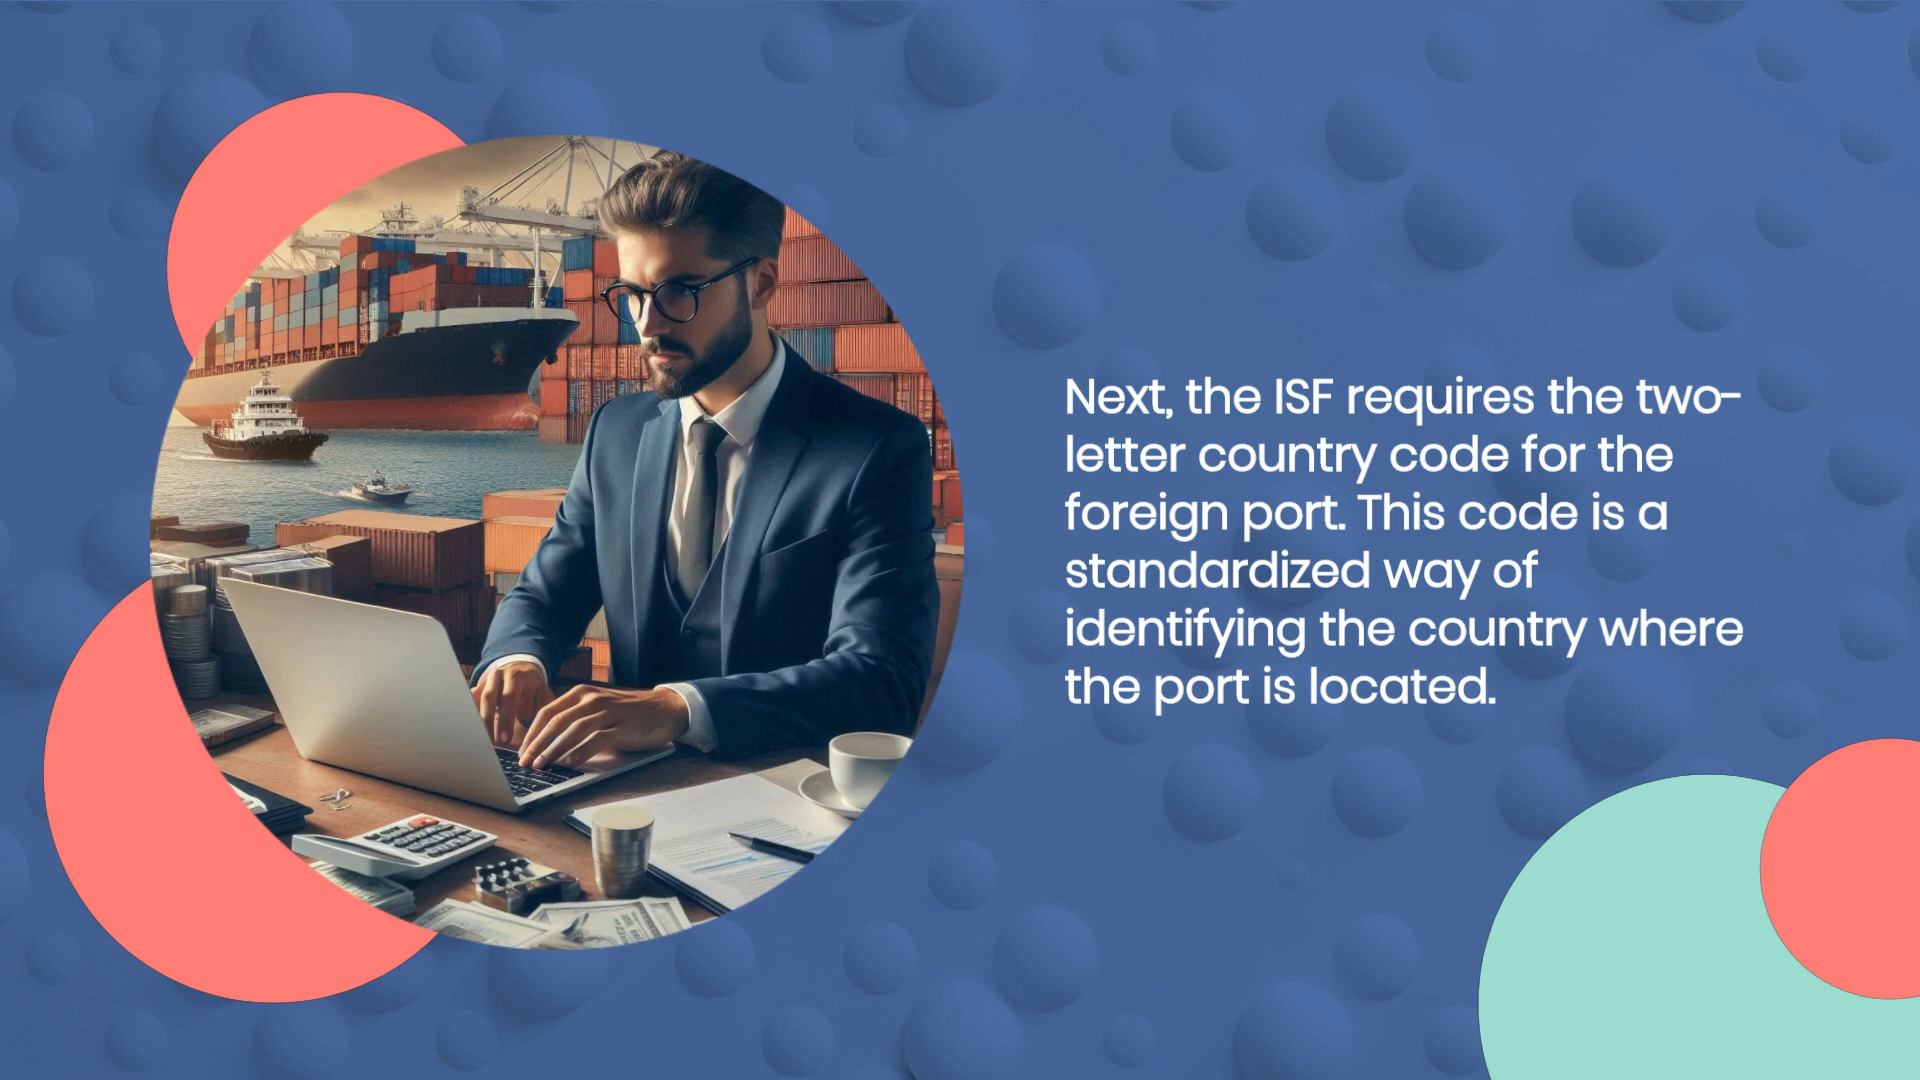 Next, the ISF requires the two-
letter country code for the
foreign port. This code is a
standardized way of
identifying the country where
the port is located.